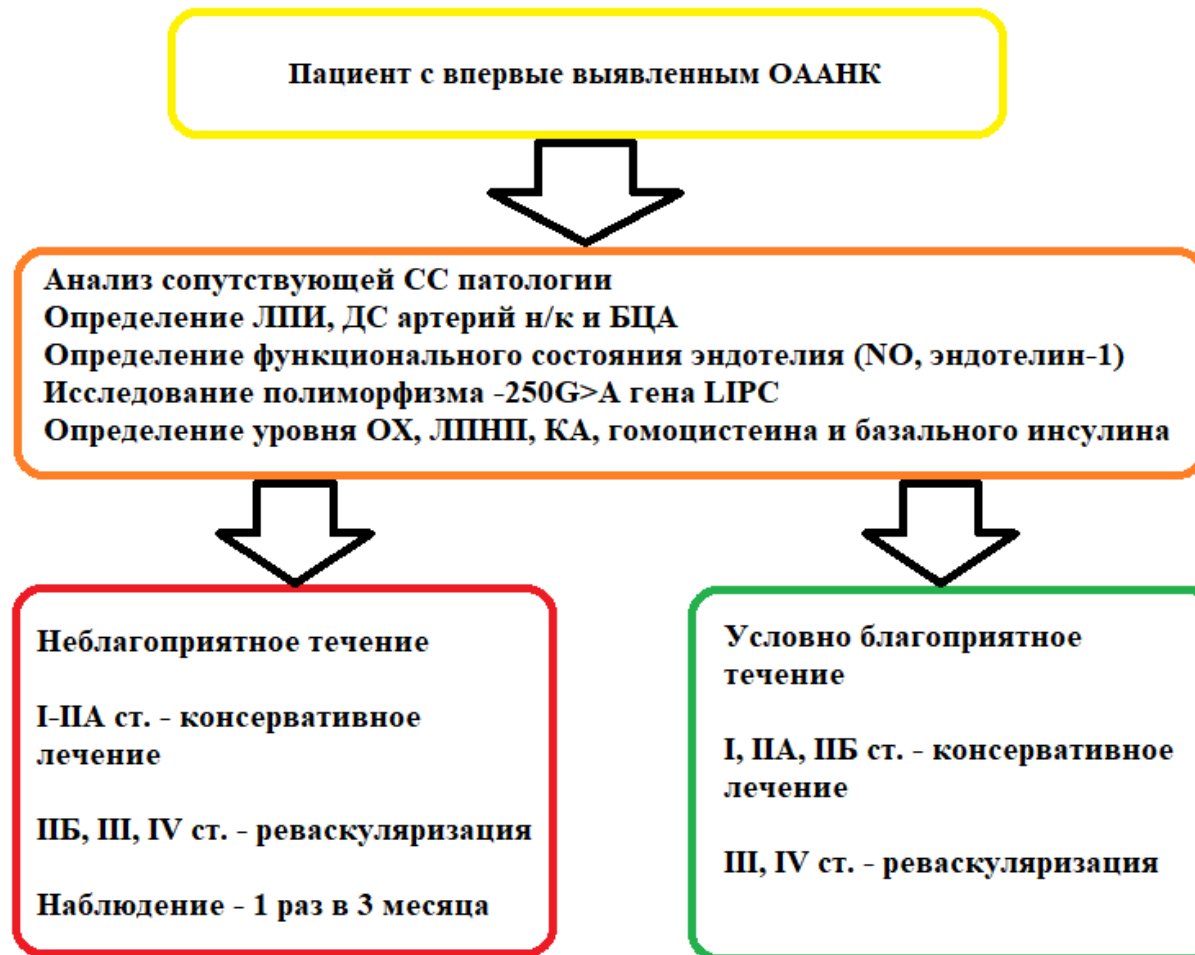 Пациент с впервые выявленным ОААНК
Анализ сопутствующей СС патологии
Определение ЛПИ, ДС артерий н/к и БЦА
Определение функционального состояния эндотелия (NO, эндотелин-1)
Исследование полиморфизма -250G>A гена LIPC
Определение уровня ОХ, ЛПНП, КА, гомоцистеина и базального инсулина
Неблагоприятное течение
I-IIА ст. - консервативное
лечение
IIБ, III, IV ст. - реваскуляризация
Наблюдение - 1 раз в 3 месяца
Условно благоприятное
течение
I, IIА, IIБ ст. - консервативное
лечение
III, IV ст. - реваскуляризация